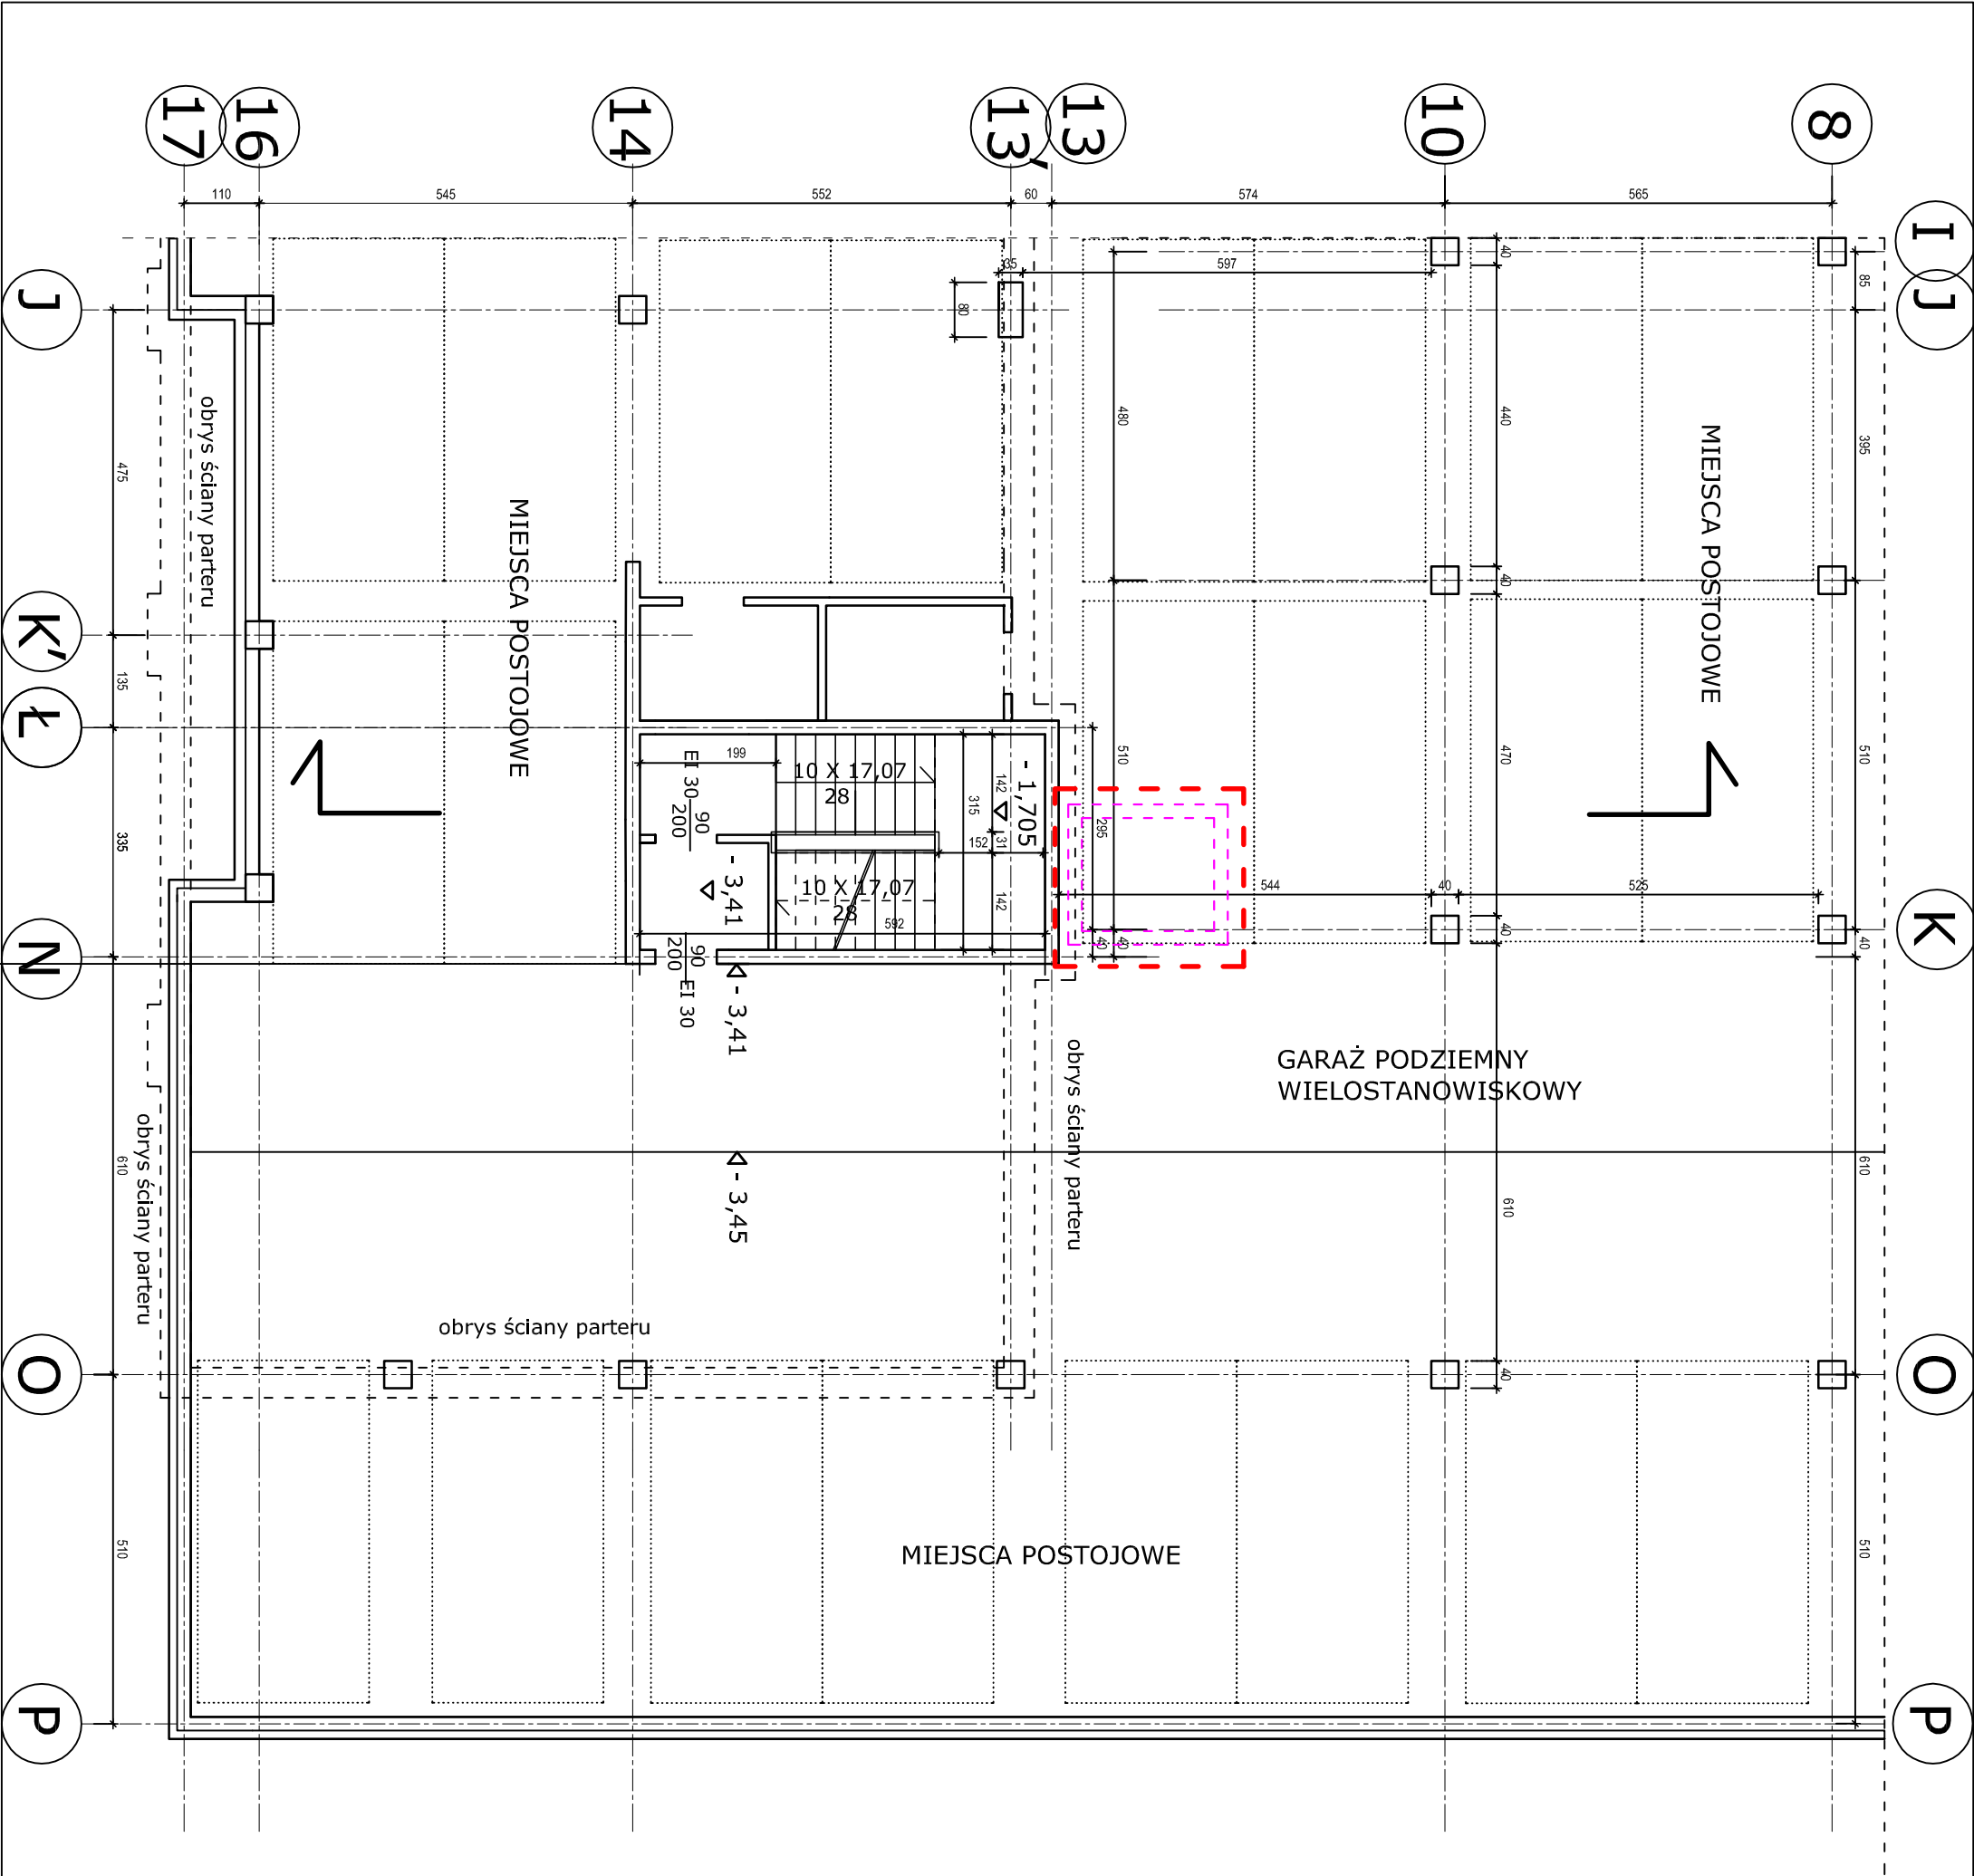 17
16
14
13'
13
10
8
110
545
552
60
574
565
I
J
J
40
85
35
597
80
480
440
395
MIEJSCA POSTOJOWE
obrys ściany parteru
475
MIEJSCA POSTOJOWE
40
K'
135
Ł
510
470
510
199
EI 30
90
200
10 X 17,07
28
315
142
- 1,705
31
152
295
335
- 3,41
10 X 17,07
28
592
142
544
40
525
K
40
40
40
40
N
90
200
EI 30
- 3,41
obrys ściany parteru
GARAŻ PODZIEMNY
WIELOSTANOWISKOWY
obrys ściany parteru
610
- 3,45
610
610
obrys ściany parteru
O
40
O
510
MIEJSCA POSTOJOWE
510
P
P